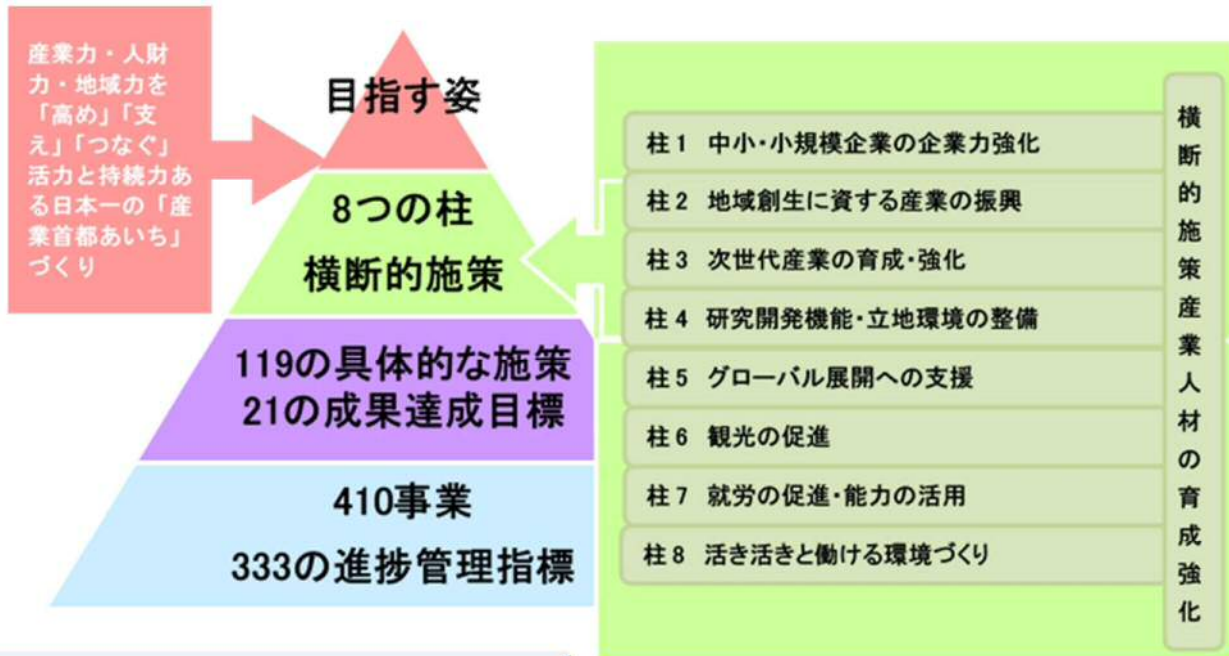 産業力・人財
力・地域力を
「高め」「支
え」「つなぐ」
活力と持続力あ
る日本一の「産
業首都あいち」
づくり
目指す姿
8つの柱
横断的施策
119の具体的な施策
21の成果達成目標
410事業
333の進捗管理指標
柱1 中小・小規模企業の企業力強化
柱2 地域創生に資する産業の振興
柱3 次世代産業の育成・強化
柱4 研究開発機能・立地環境の整備
柱5 グローバル展開への支援
柱6 観光の促進
柱7 就労の促進・能力の活用
柱8 活き活きと働ける環境づくり
横断的施策産業人材の育成強化